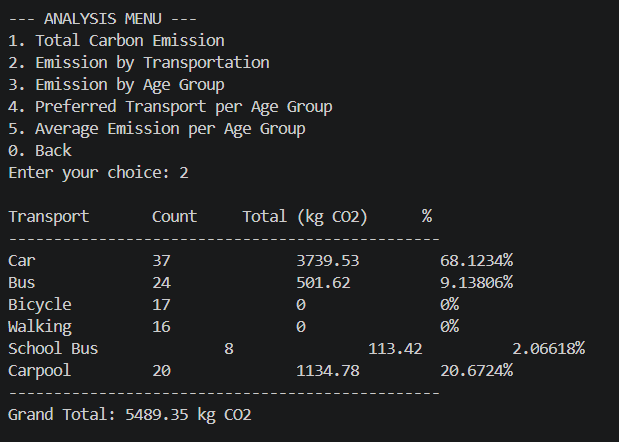 --- ANALYSIS MENU ---
1. Total Carbon Emission
2. Emission by Transportation
3. Emission by Age Group
4. Preferred Transport per Age Group
5. Average Emission per Age Group
0. Back
Enter your choice: 2

Transport       Count     Total (kg CO2)      %
------------------------------------------------
Car             37              3739.53         68.1234%
Bus             24              501.62          9.13806%
Bicycle         17              0               0%
Walking         16              0               0%
School Bus              8               113.42          2.06618%
Carpool         20              1134.78         20.6724%
------------------------------------------------
Grand Total: 5489.35 kg CO2